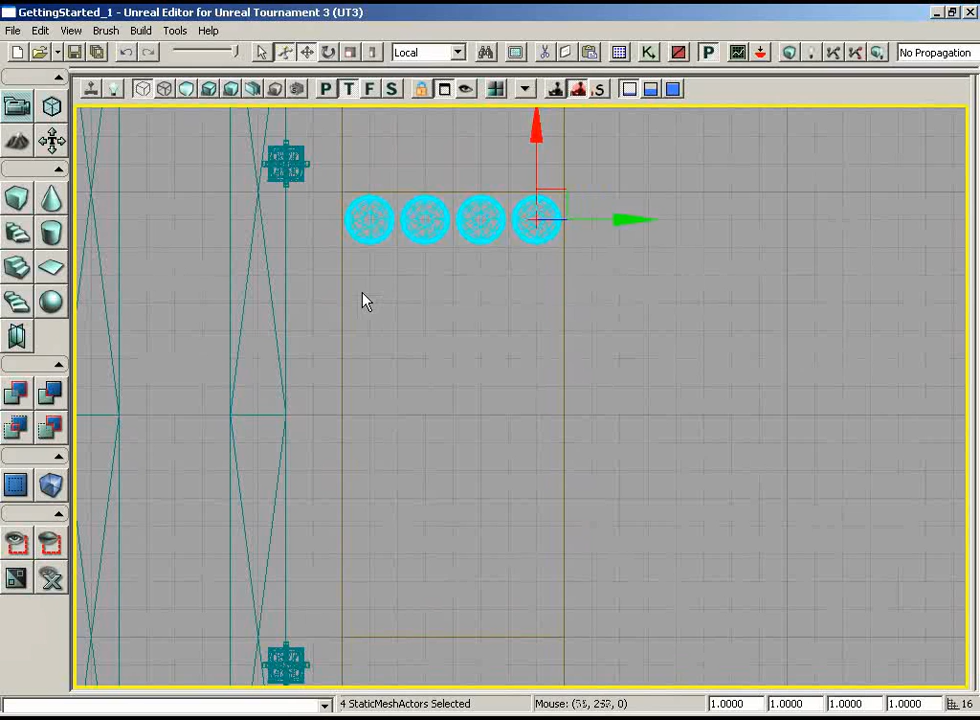 GettingStarted_1 - Unreal Editor for Unreal Tournament 3 (UT3)
File Edit View Brush Build Tools Help
Local
No Propagation
P T F S
4 StaticMeshActors Selected
1.0000 1.0000 1.0000 1.0000
16